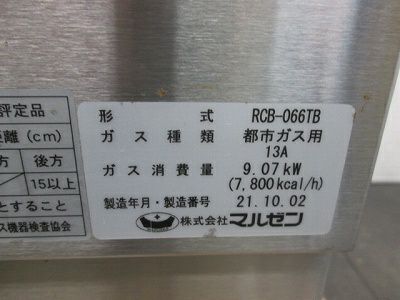 評定品
距離(cm)
方 後方
15以上
とすること
ス機器検査協会
形 式 RCB-066TB
ガス種類 都市ガス用
13A
ガス消費量 9.07kW
(7,800kcal/h)
製造年月・製造番号 21.10.02
株式会社マルゼン